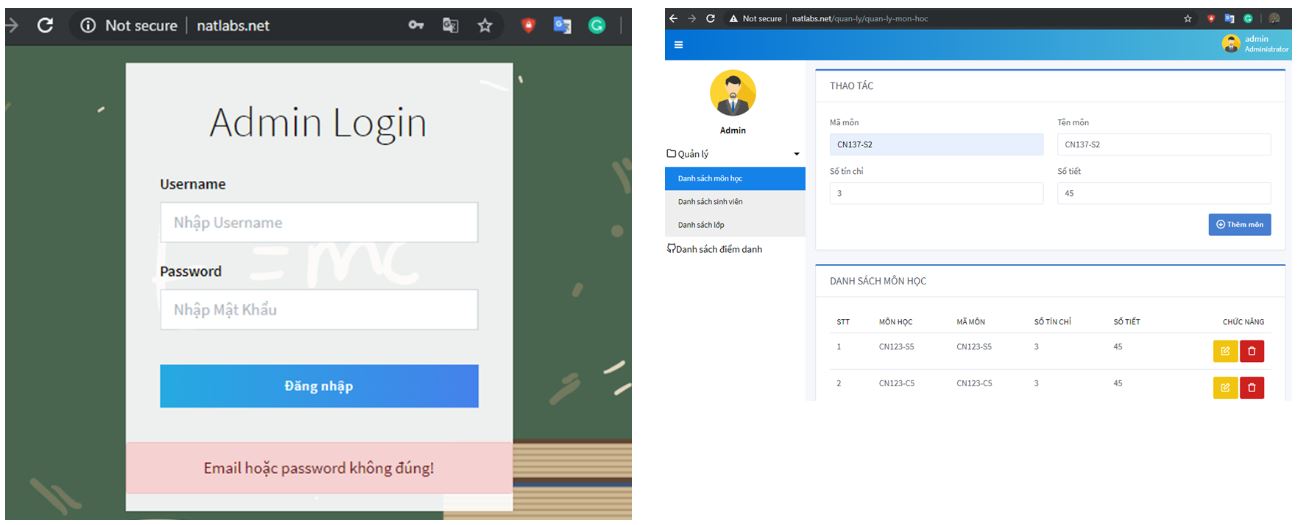 Not secure | natlabs.net
Admin Login
Username
Nhập Username
= mc
Password
Nhập Mật Khẩu
Đăng nhập
Email hoặc password không đúng!
Not secure | natlabs.net/quan-ly/quan-ly-mon-hoc
admin
Administrator
Admin
Quản lý
Danh sách môn học
Danh sách sinh viên
Danh sách lớp
Danh sách điểm danh
THAO TÁC
Mã môn Tên môn
CN137-S2 CN137-S2
Số tín chỉ Số tiết
3 45
Thêm môn
DANH SÁCH MÔN HỌC
STT MÔN HỌC MÃ MÔN SỐ TÍN CHỈ SỐ TIẾT CHỨC NĂNG
1 CN123-S5 CN123-S5 3 45
2 CN123-C5 CN123-C5 3 45